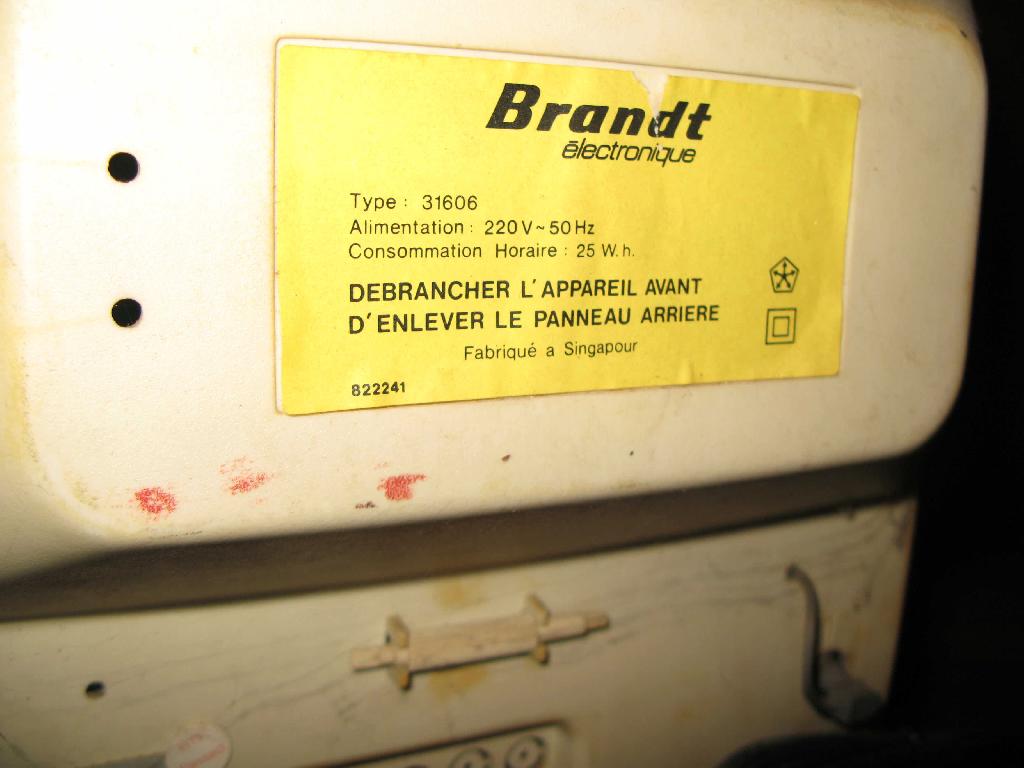 Brandt
électronique
Type : 31606
Alimentation : 220 V ~ 50 Hz
Consommation Horaire : 25 W. h.
DEBRANCHER L'APPAREIL AVANT
D'ENLEVER LE PANNEAU ARRIERE
Fabriqué a Singapour
822241